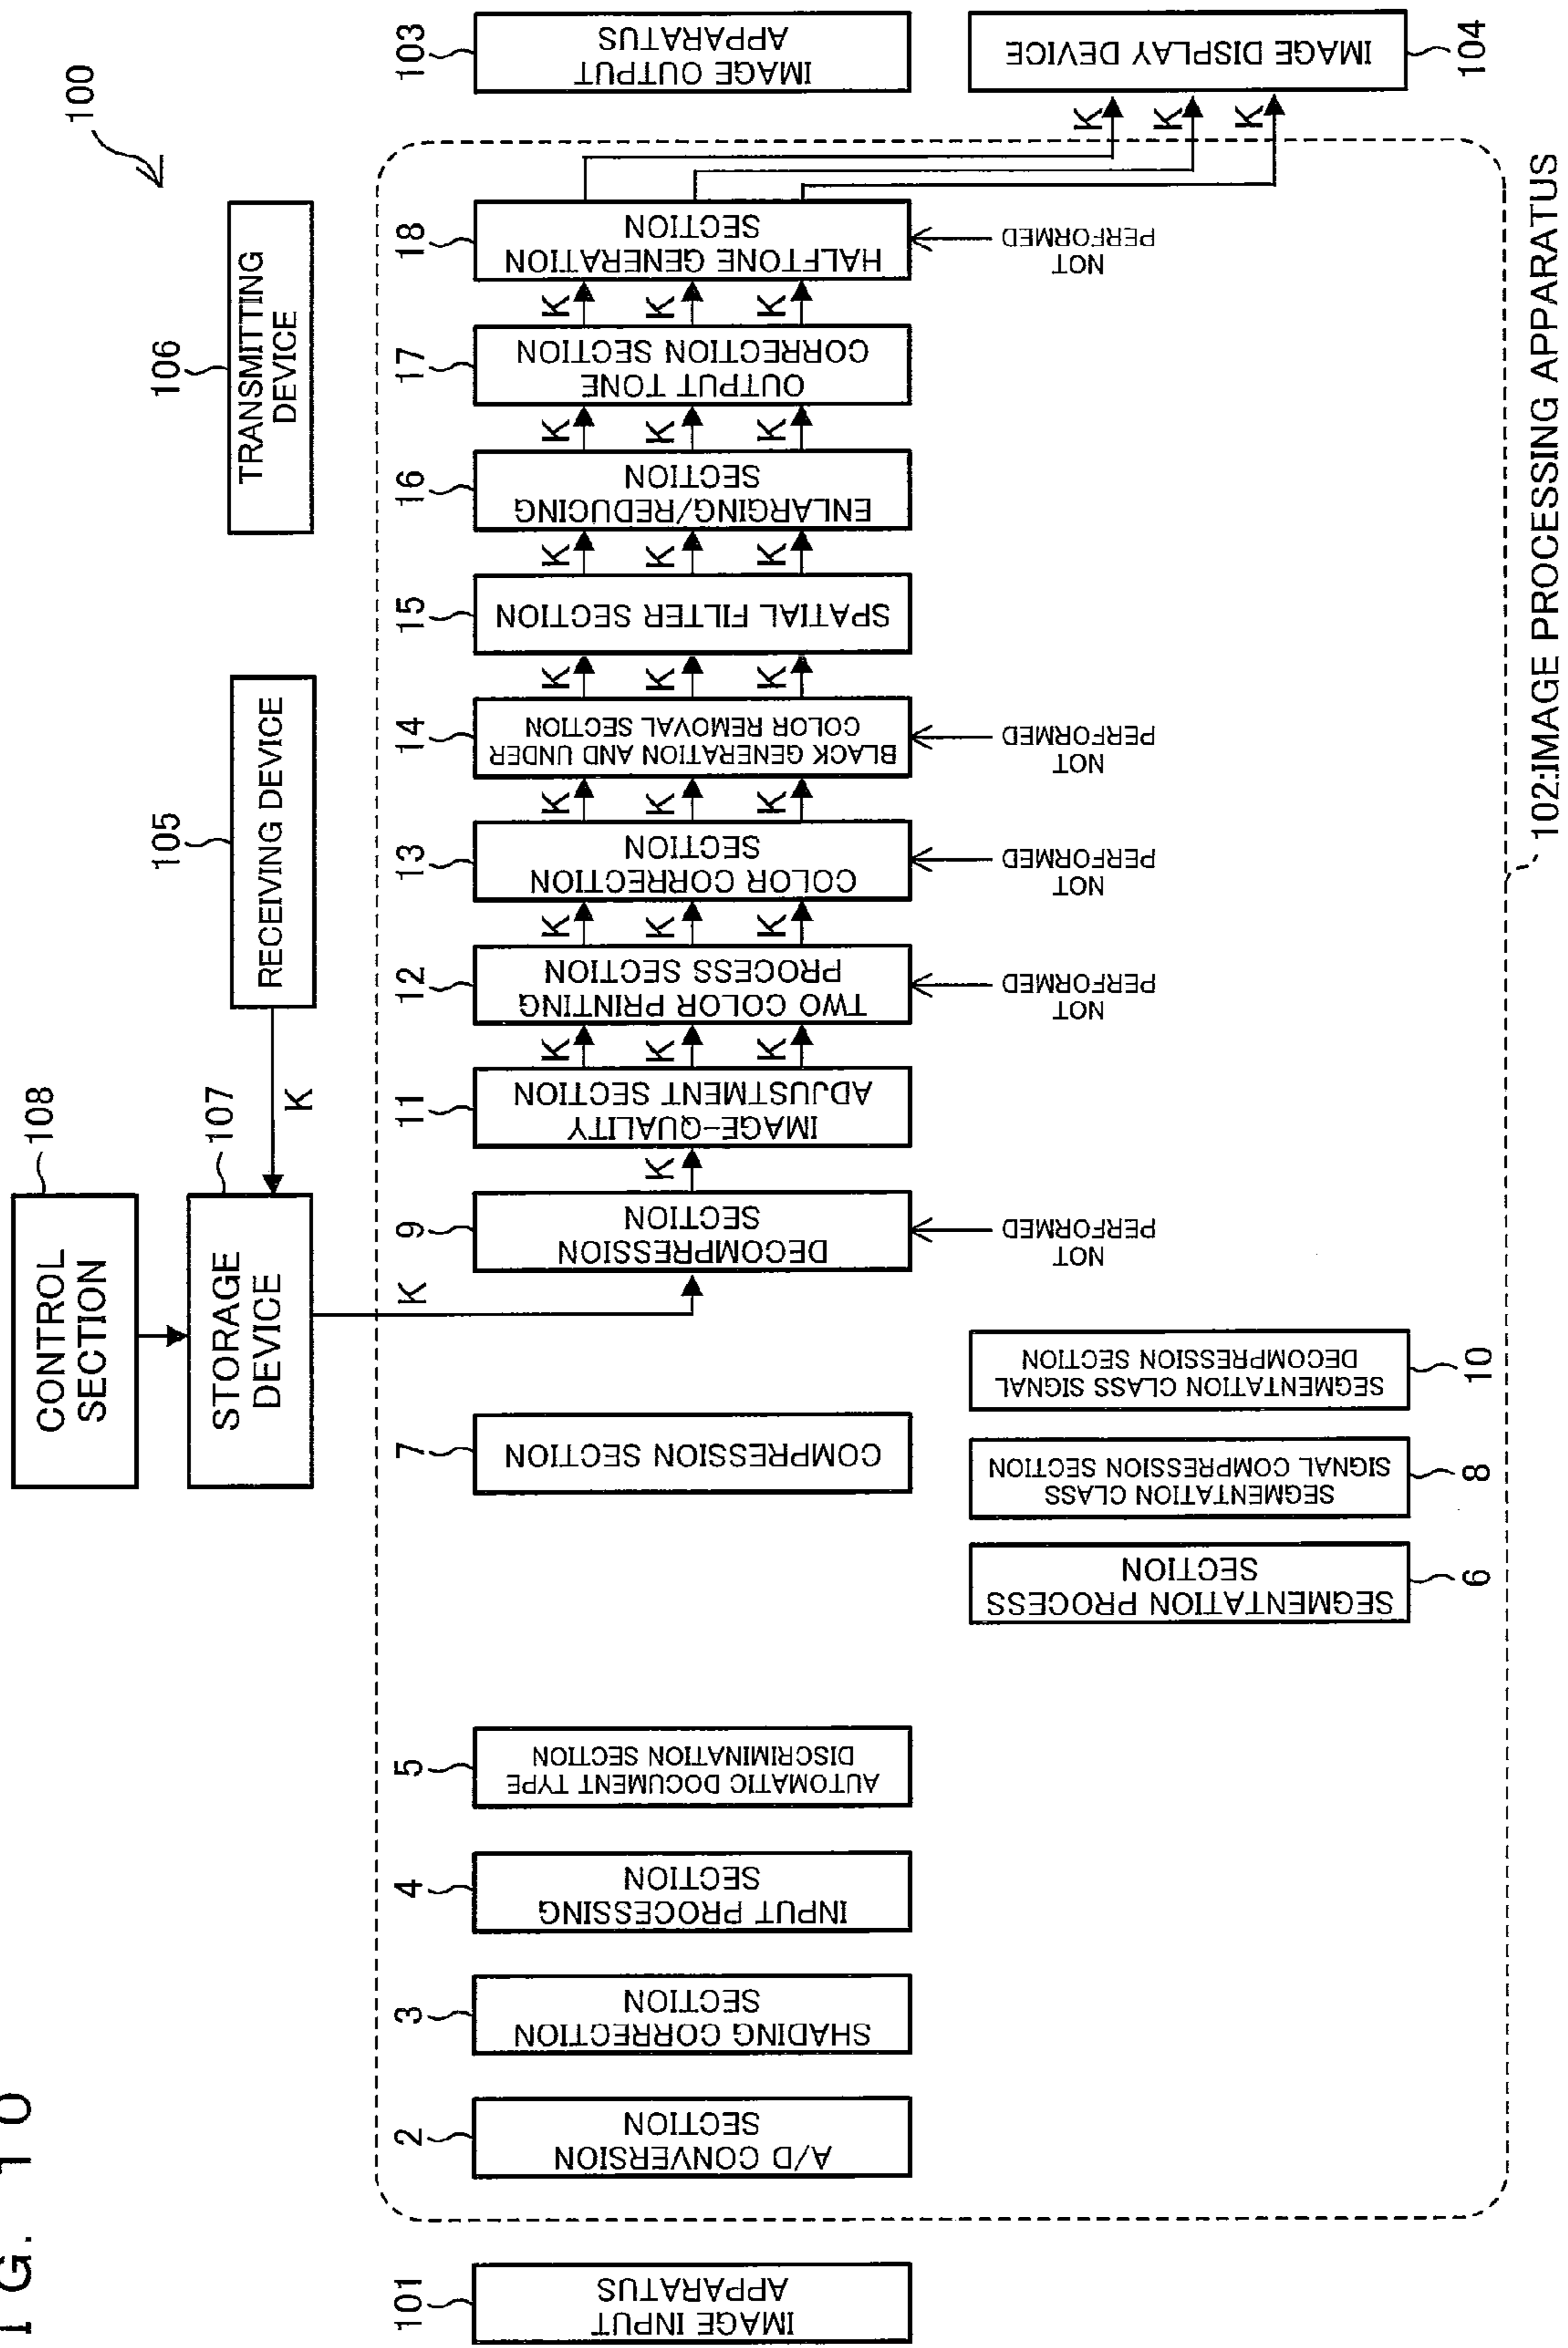 I G. 1 0
100
CONTROL
SECTION
108
STORAGE
DEVICE
107
K
RECEIVING DEVICE
105
TRANSMITTING
DEVICE
106
K
101
IMAGE INPUT
APPARATUS
2
A/D CONVERSION
SECTION
3
SHADING CORRECTION
SECTION
4
INPUT PROCESSING
SECTION
5
AUTOMATIC DOCUMENT TYPE
DISCRIMINATION SECTION
7
COMPRESSION SECTION
9
DECOMPRESSION
SECTION
NOT
PERFORMED
K
11
IMAGE-QUALITY
ADJUSTMENT SECTION
K
K
K
12
TWO COLOR PRINTING
PROCESS SECTION
NOT
PERFORMED
K
K
K
13
COLOR CORRECTION
SECTION
NOT
PERFORMED
K
K
K
14
BLACK GENERATION AND UNDER
COLOR REMOVAL SECTION
NOT
PERFORMED
K
K
K
15
SPATIAL FILTER SECTION
K
K
K
16
ENLARGING/REDUCING
SECTION
K
K
K
17
OUTPUT TONE
CORRECTION SECTION
K
K
K
18
HALFTONE GENERATION
SECTION
NOT
PERFORMED
K
K
K
103
IMAGE OUTPUT
APPARATUS
IMAGE DISPLAY DEVICE
104
SEGMENTATION PROCESS
SECTION
6
SEGMENTATION CLASS
SIGNAL COMPRESSION SECTION
8
SEGMENTATION CLASS SIGNAL
DECOMPRESSION SECTION
10
102:IMAGE PROCESSING APPARATUS